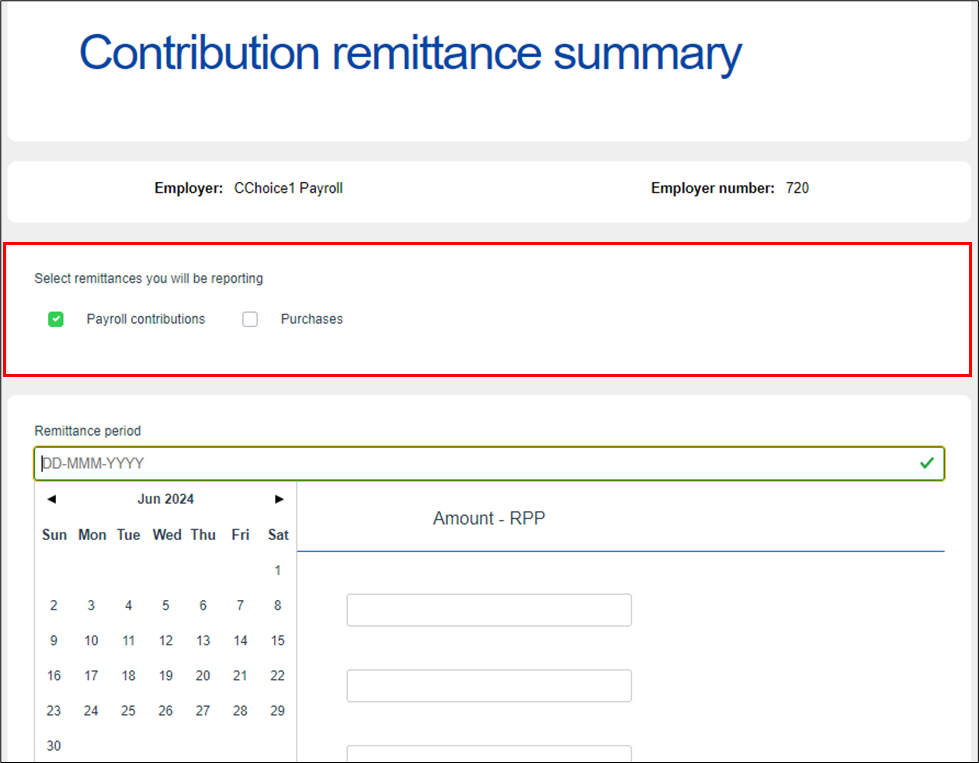 Contribution remittance summary
Employer: CChoice1 Payroll Employer number: 720
Select remittances you will be reporting
Payroll contributions Purchases
Remittance period
DD-MMM-YYYY
Jun 2024
Amount - RPP
Sun Mon Tue Wed Thu Fri Sat
1
2 3 4 5 6 7 8
9 10 11 12 13 14 15
16 17 18 19 20 21 22
23 24 25 26 27 28 29
30